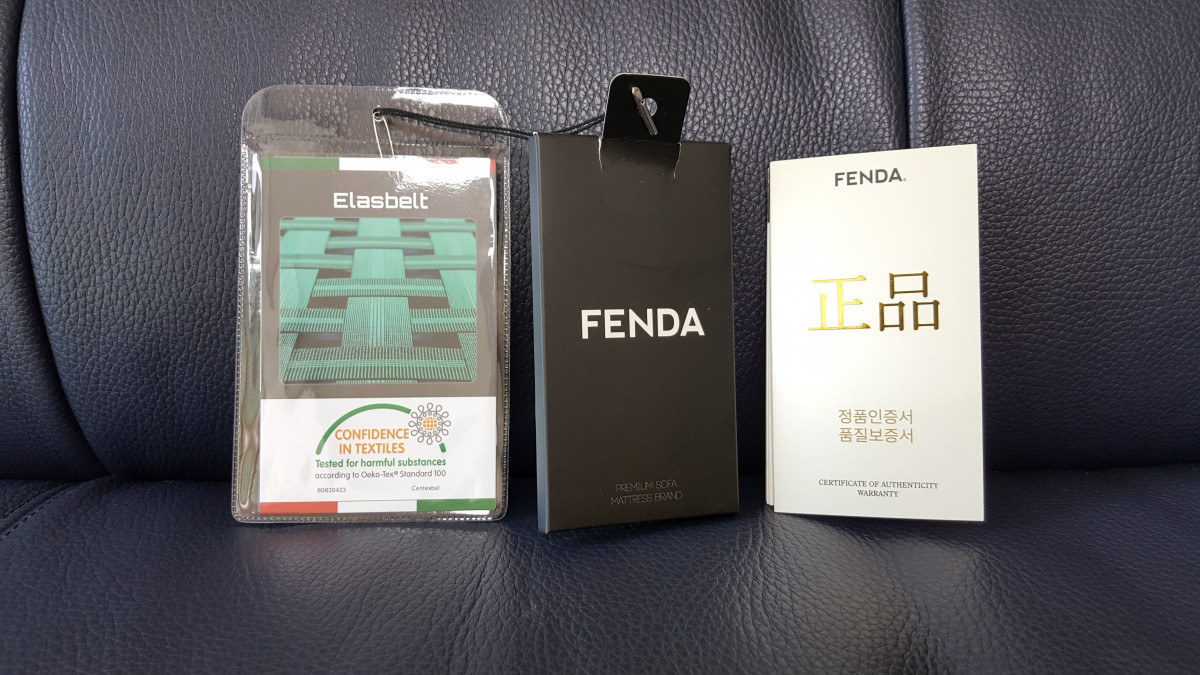 Elasbelt
CONFIDENCE
IN TEXTILES
Tested for harmful substances
according to Oeko-Tex® Standard 100
80830423 Centexbel
FENDA
PREMIUM SOFA
MATTRESS BRAND
FENDA®
正品
정품인증서
품질보증서
CERTIFICATE OF AUTHENTICITY
WARRANTY